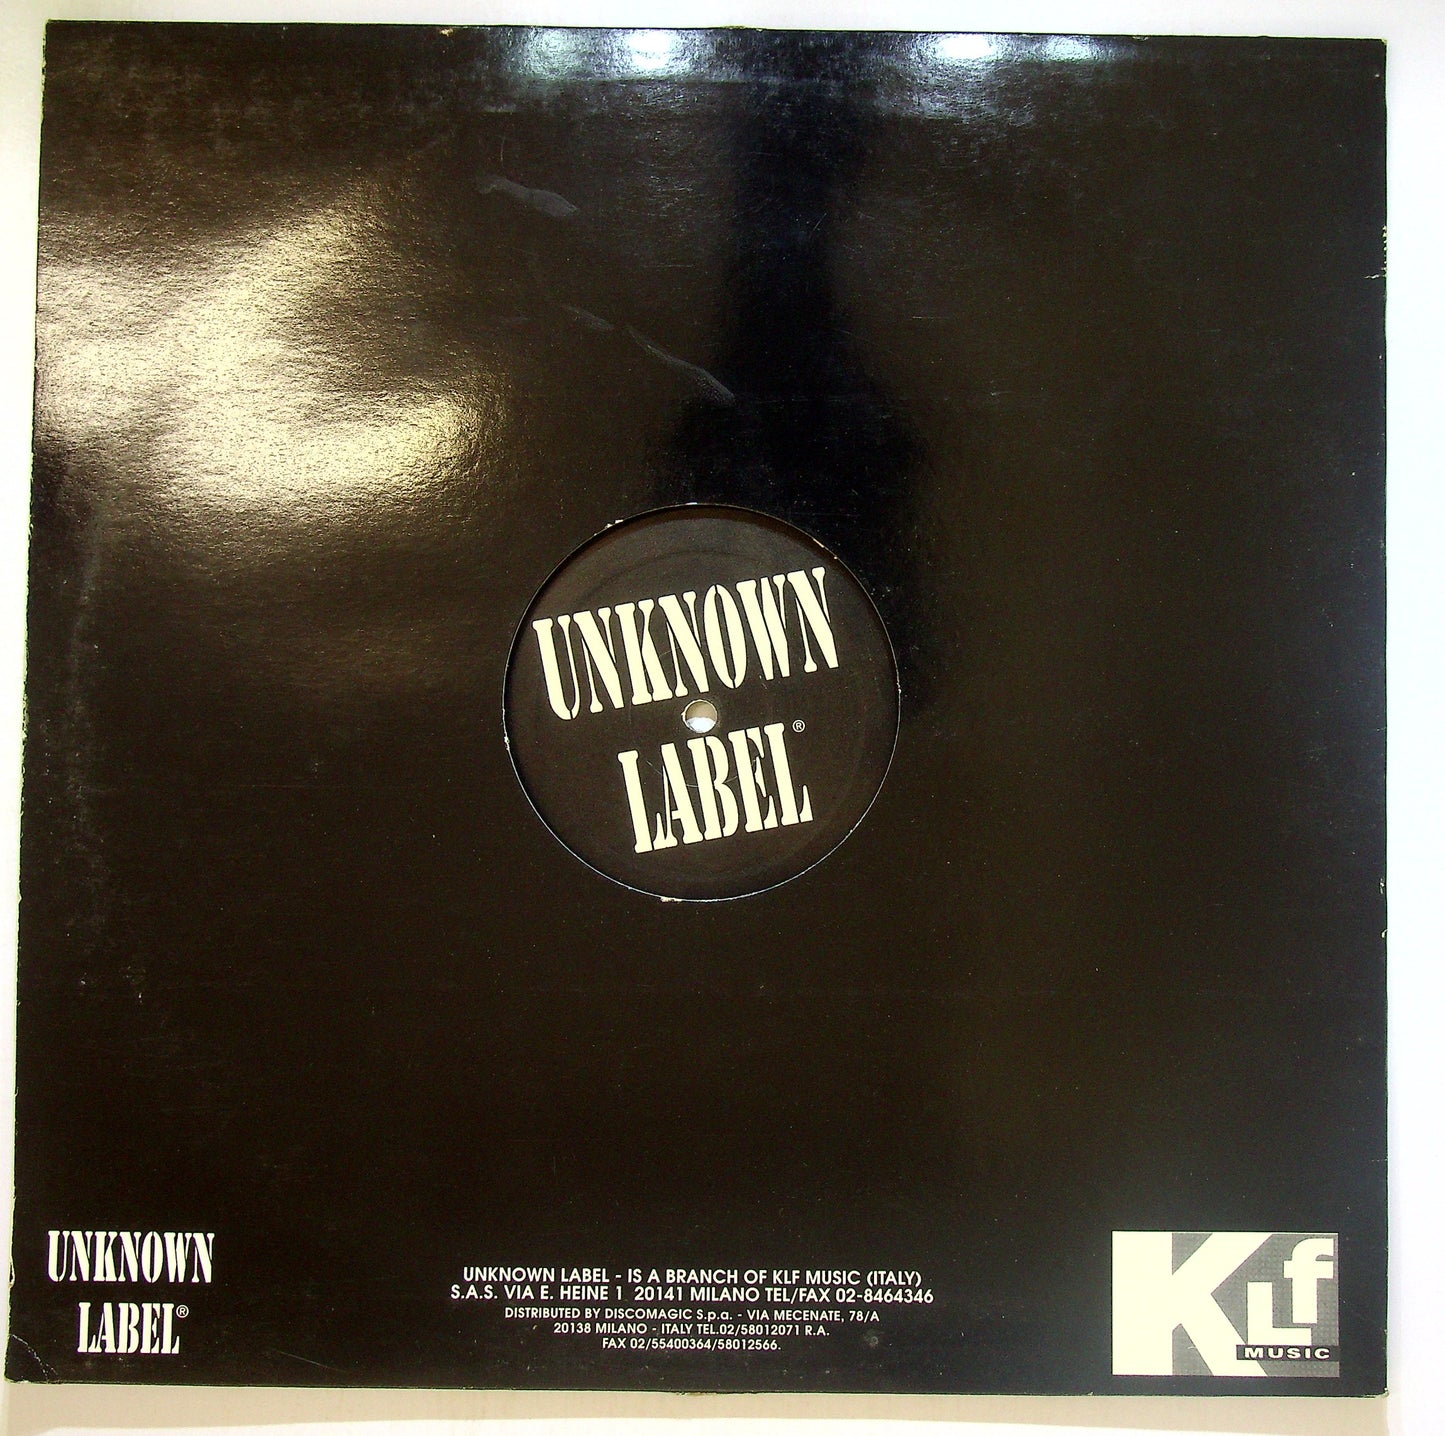 UNKNOWN
LABEL®
UNKNOWN
LABEL®
UNKNOWN LABEL - IS A BRANCH OF KLF MUSIC (ITALY)
S.A.S. VIA E. HEINE 1 20141 MILANO TEL/FAX 02-8464346
DISTRIBUTED BY DISCOMAGIC S.p.a. - VIA MECENATE, 78/A
20138 MILANO - ITALY TEL.02/58012071 R.A.
FAX 02/55400364/58012566.
KLf
MUSIC